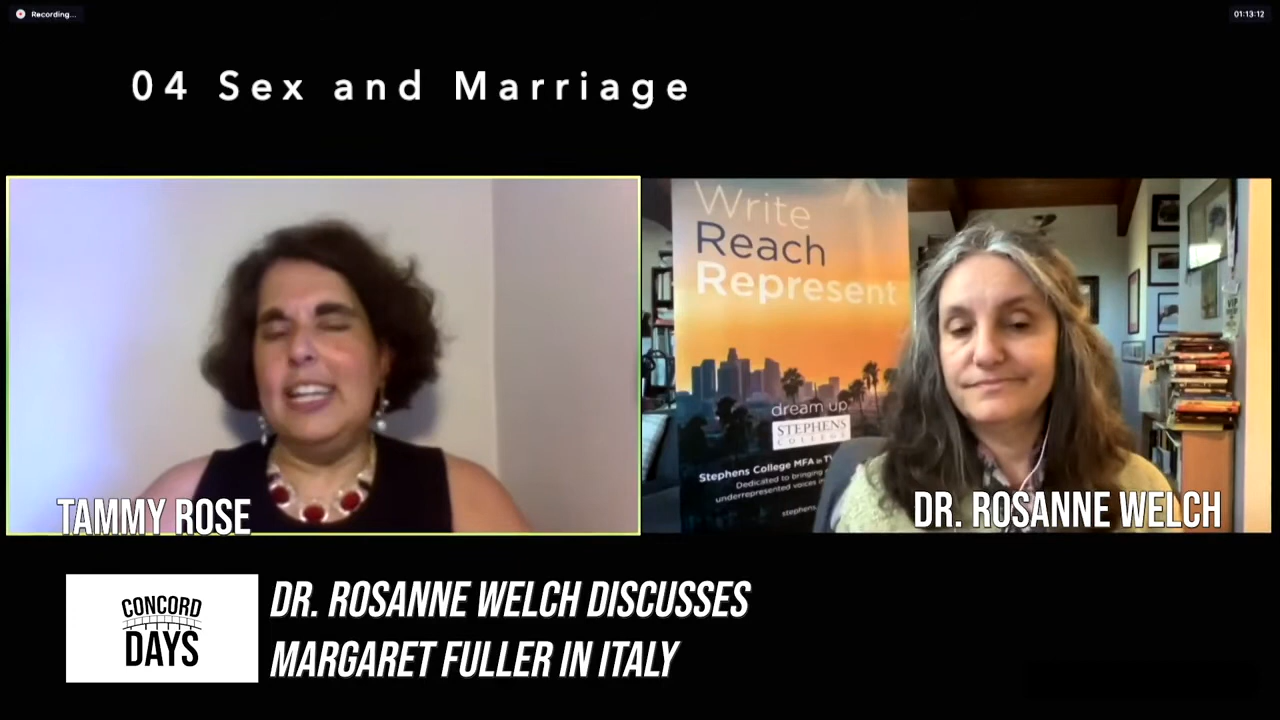 Recording...
01:13:12
04 Sex and Marriage
Write
Reach
Represent
dream up
STEPHENS
COLLEGE
Stephens College MFA in TV
Dedicated to bringing
underrepresented voices in
stephens.
VIP
TAMMY ROSE
DR. ROSANNE WELCH
CONCORD
DAYS
DR. ROSANNE WELCH DISCUSSES
MARGARET FULLER IN ITALY